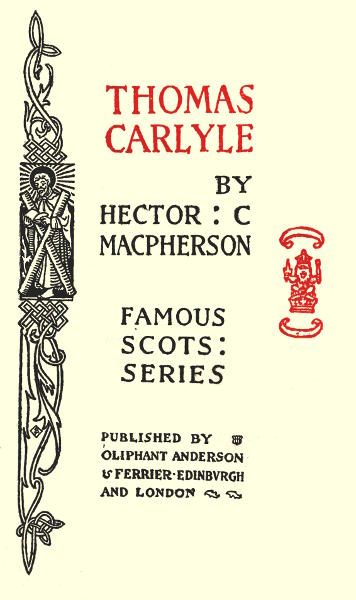 THOMAS
CARLYLE
BY
HECTOR : C
MACPHERSON
FAMOUS
SCOTS :
SERIES
PUBLISHED BY
OLIPHANT ANDERSON
& FERRIER · EDINBVRGH
AND LONDON